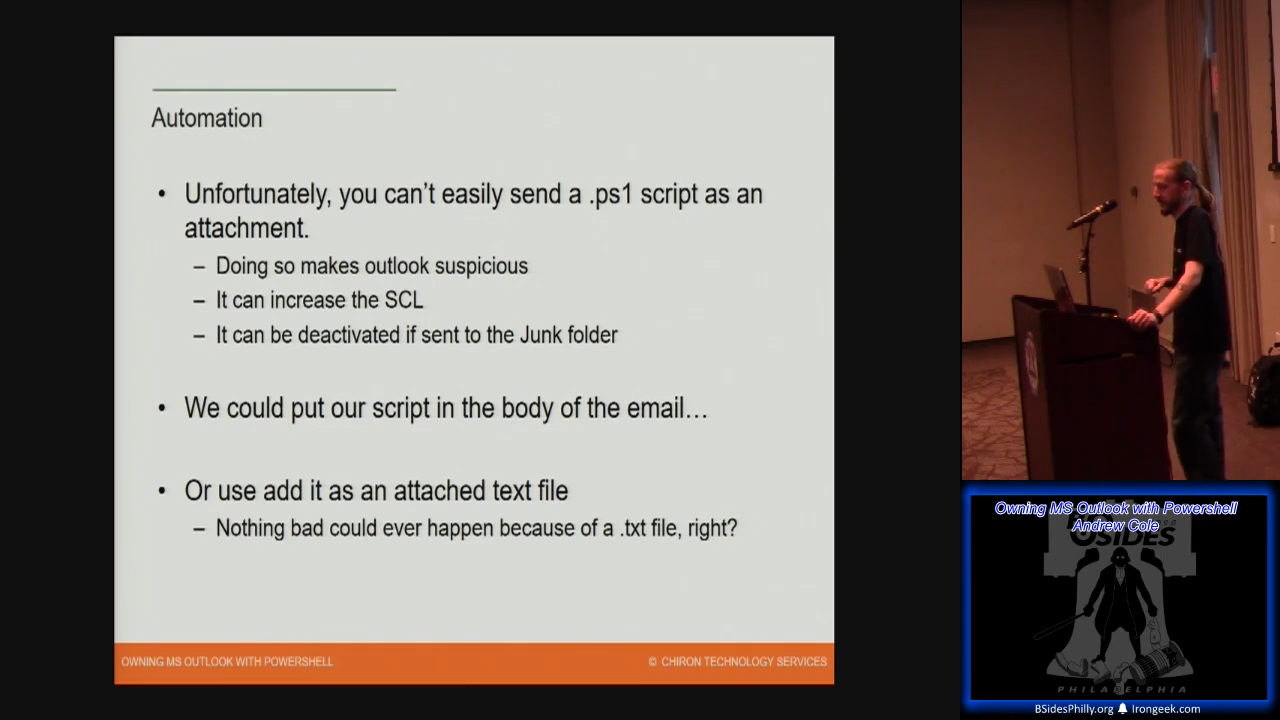 Automation
• Unfortunately, you can't easily send a .ps1 script as an
attachment.
– Doing so makes outlook suspicious
– It can increase the SCL
– It can be deactivated if sent to the Junk folder
• We could put our script in the body of the email…
• Or use add it as an attached text file
– Nothing bad could ever happen because of a .txt file, right?
OWNING MS OUTLOOK WITH POWERSHELL
© CHIRON TECHNOLOGY SERVICES
Owning MS Outlook with Powershell
Andrew Cole
SIDES
PHILADELPHIA
BSidesPhilly.org Irongeek.com